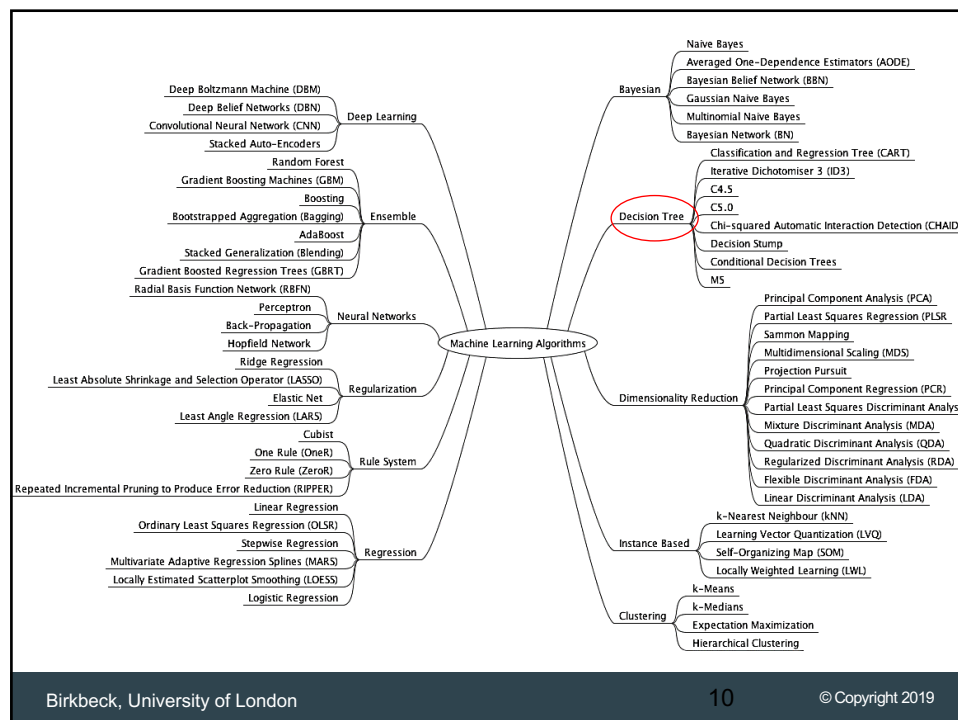 Deep Boltzmann Machine (DBM)
Deep Belief Networks (DBN)
Convolutional Neural Network (CNN)
Stacked Auto-Encoders
Deep Learning
Random Forest
Gradient Boosting Machines (GBM)
Boosting
Bootstrapped Aggregation (Bagging)
AdaBoost
Stacked Generalization (Blending)
Gradient Boosted Regression Trees (GBRT)
Ensemble
Radial Basis Function Network (RBFN)
Perceptron
Back-Propagation
Hopfield Network
Neural Networks
Ridge Regression
Least Absolute Shrinkage and Selection Operator (LASSO)
Elastic Net
Least Angle Regression (LARS)
Regularization
Cubist
One Rule (OneR)
Zero Rule (ZeroR)
Repeated Incremental Pruning to Produce Error Reduction (RIPPER)
Rule System
Linear Regression
Ordinary Least Squares Regression (OLSR)
Stepwise Regression
Multivariate Adaptive Regression Splines (MARS)
Locally Estimated Scatterplot Smoothing (LOESS)
Logistic Regression
Regression
Machine Learning Algorithms
Bayesian
Naive Bayes
Averaged One-Dependence Estimators (AODE)
Bayesian Belief Network (BBN)
Gaussian Naive Bayes
Multinomial Naive Bayes
Bayesian Network (BN)
Decision Tree
Classification and Regression Tree (CART)
Iterative Dichotomiser 3 (ID3)
C4.5
C5.0
Chi-squared Automatic Interaction Detection (CHAID
Decision Stump
Conditional Decision Trees
M5
Dimensionality Reduction
Principal Component Analysis (PCA)
Partial Least Squares Regression (PLSR
Sammon Mapping
Multidimensional Scaling (MDS)
Projection Pursuit
Principal Component Regression (PCR)
Partial Least Squares Discriminant Analys
Mixture Discriminant Analysis (MDA)
Quadratic Discriminant Analysis (QDA)
Regularized Discriminant Analysis (RDA)
Flexible Discriminant Analysis (FDA)
Linear Discriminant Analysis (LDA)
Instance Based
k-Nearest Neighbour (kNN)
Learning Vector Quantization (LVQ)
Self-Organizing Map (SOM)
Locally Weighted Learning (LWL)
Clustering
k-Means
k-Medians
Expectation Maximization
Hierarchical Clustering
Birkbeck, University of London
10
© Copyright 2019